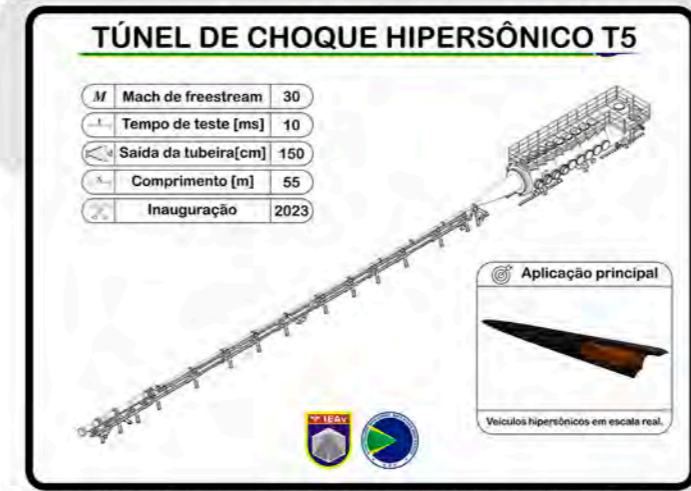 TÚNEL DE CHOQUE HIPERSÔNICO T5
M Mach de freestream 30
Tempo de teste [ms] 10
Saída da tubeira[cm] 150
Comprimento [m] 55
Inauguração 2023
Aplicação principal
Veículos hipersônicos em escala real.
IEAv